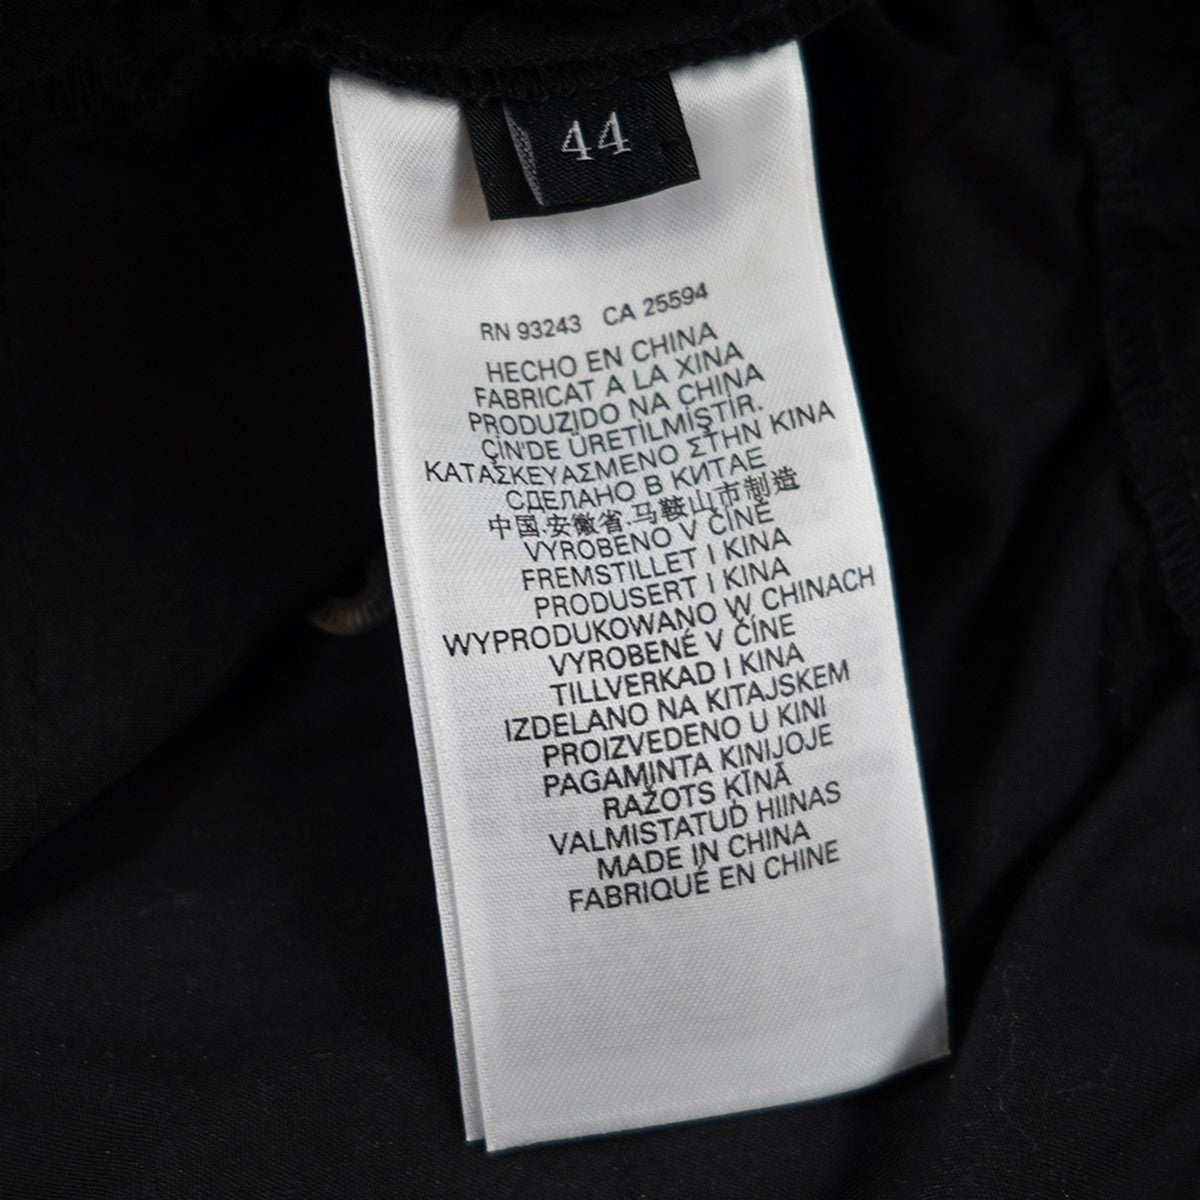 44
RN 93243 CA 25594
HECHO EN CHINA
FABRICAT A LA XINA
PRODUZIDO NA CHINA
ÇİN'DE ÜRETİLMİŞTİR.
ΚΑΤΑΣΚΕΥΑΣΜΕΝΟ ΣΤΗΝ ΚΙΝΑ
СДЕЛАНО В КИТАЕ
中国.安徽省.马鞍山市制造
VYROBENO V ČÍNĚ
FREMSTILLET I KINA
PRODUSERT I KINA
WYPRODUKOWANO W CHINACH
VYROBENÉ V ČÍNE
TILLVERKAD I KINA
IZDELANO NA KITAJSKEM
PROIZVEDENO U KINI
PAGAMINTA KINIJOJE
RAŽOTS ĶĪNĀ
VALMISTATUD HIINAS
MADE IN CHINA
FABRIQUÉ EN CHINE